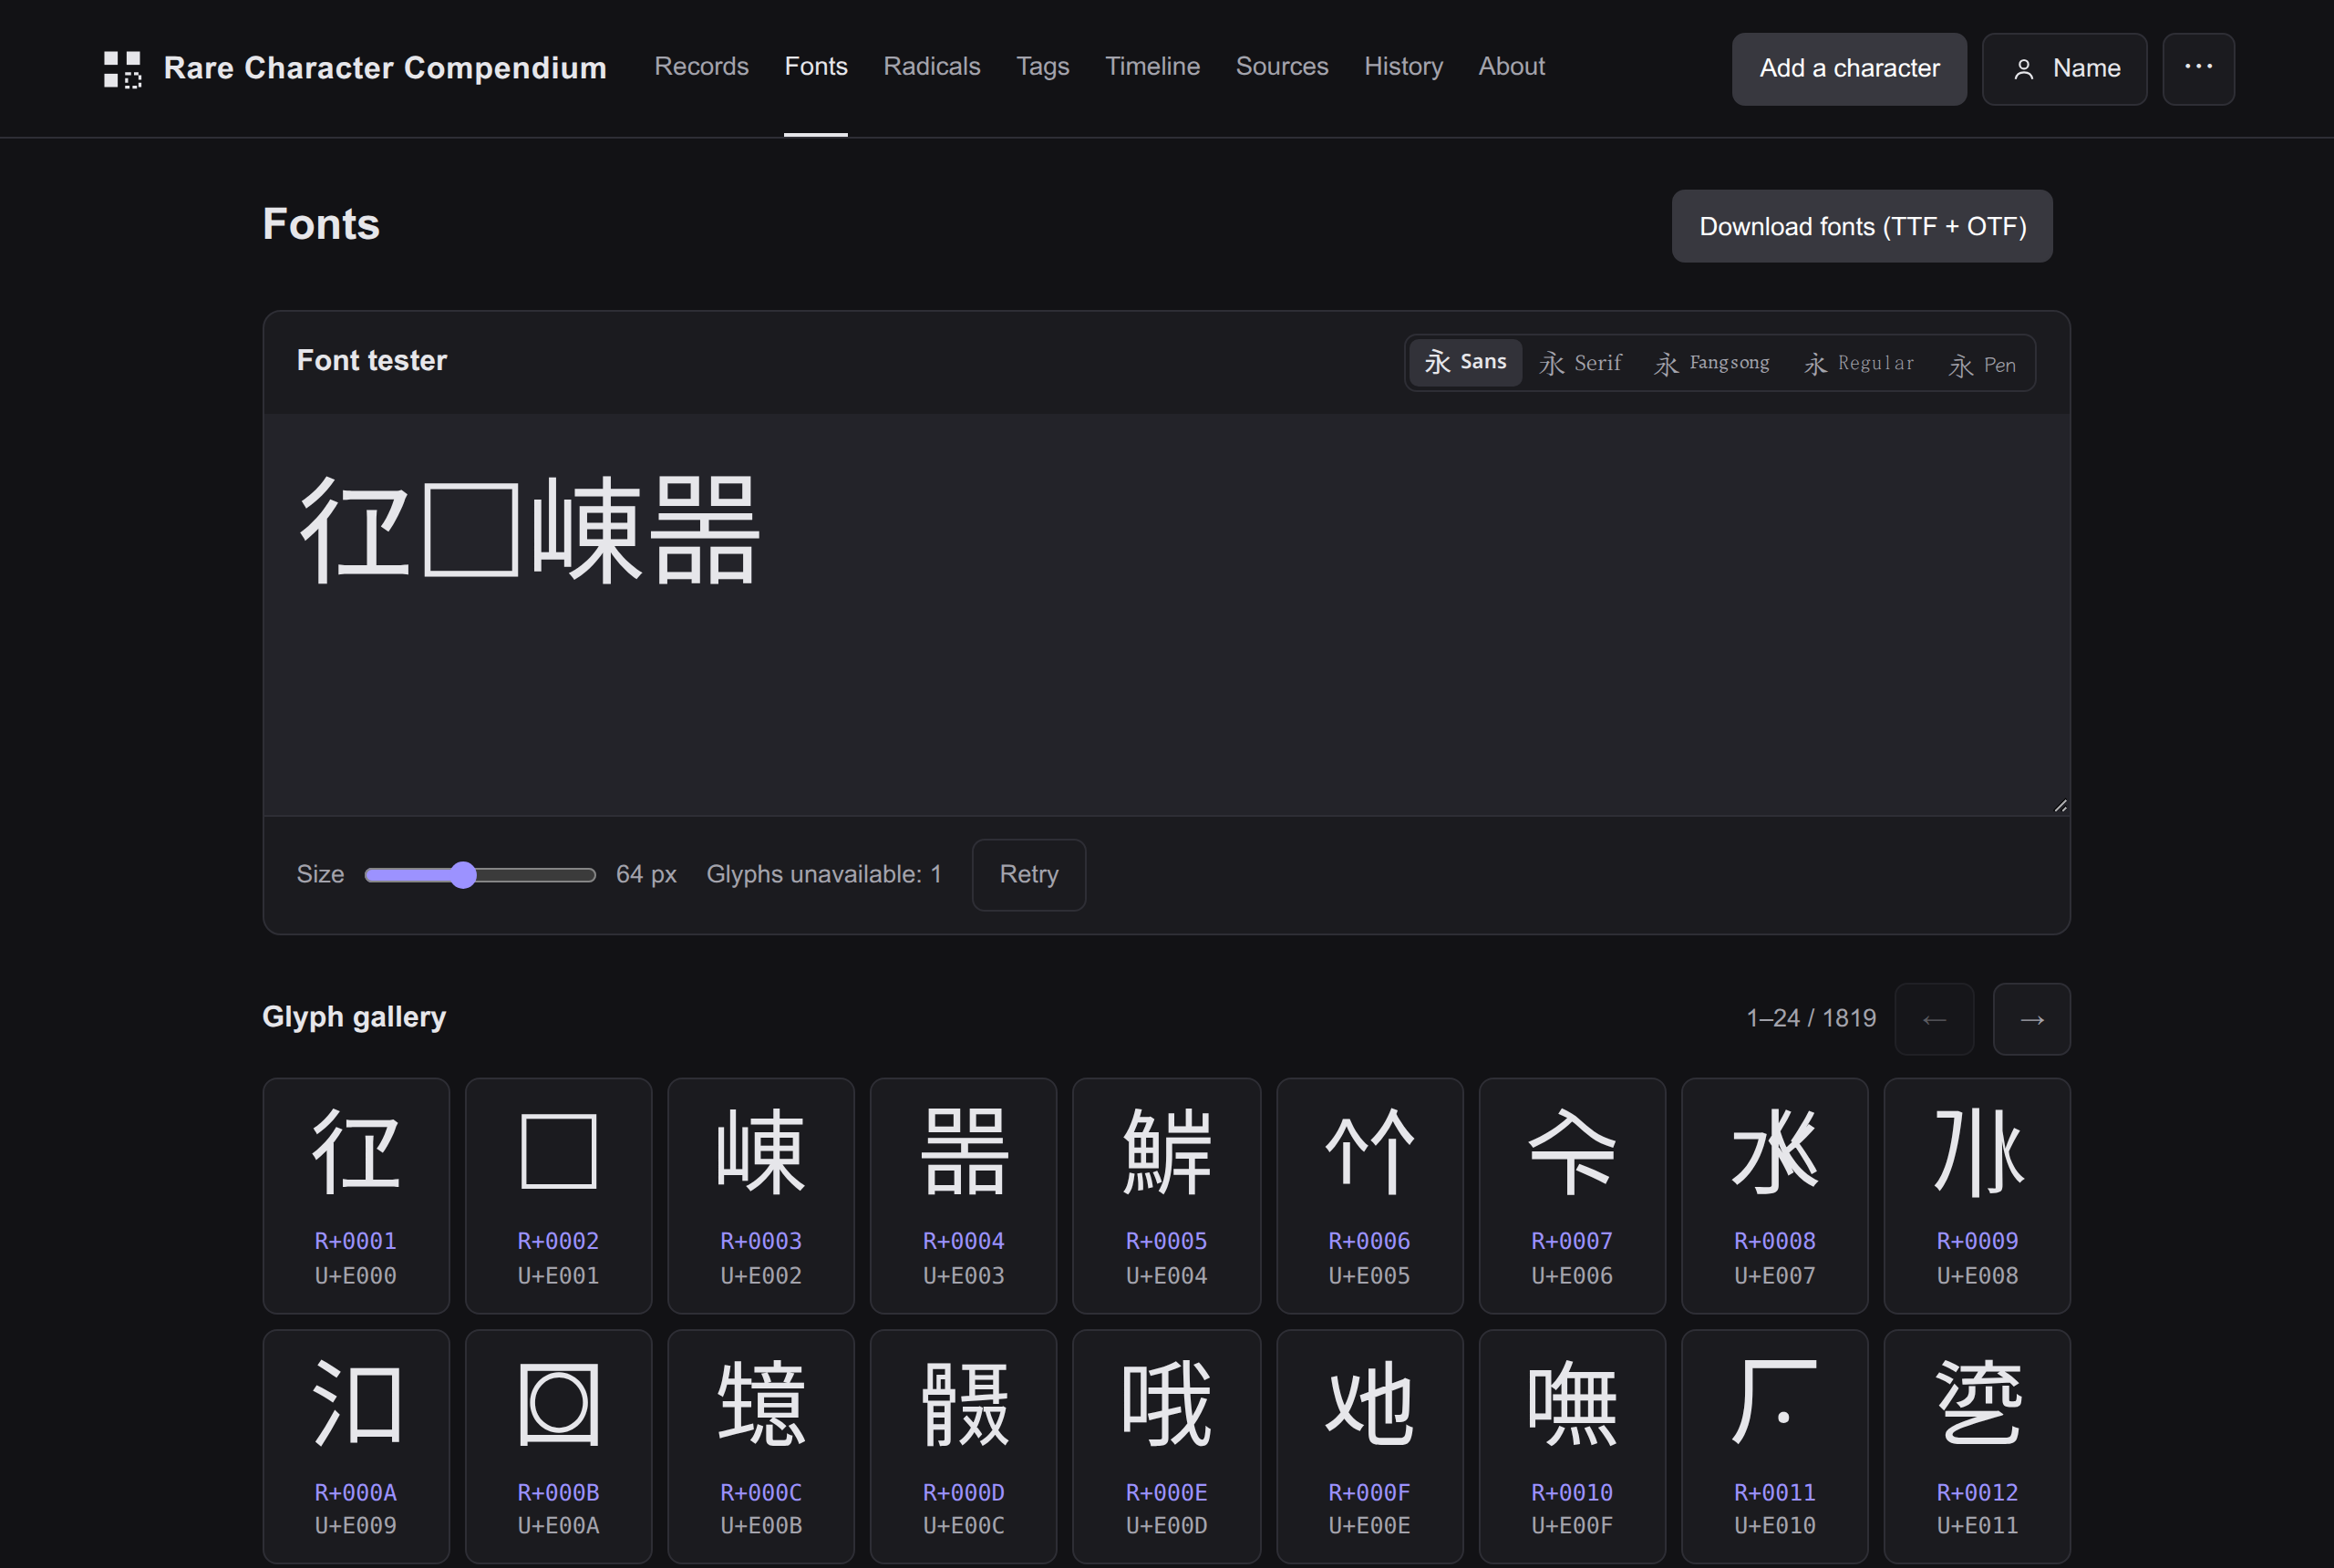 Rare Character Compendium Records Fonts Radicals Tags Timeline Sources History About Add a character Name ...
Fonts
Download fonts (TTF + OTF)
Font tester
永 Sans 永 Serif 永 Fangsong 永 Regular 永 Pen
Size 64 px Glyphs unavailable: 1 Retry
Glyph gallery
1–24 / 1819 ← →
R+0001 R+0002 R+0003 R+0004 R+0005 R+0006 R+0007 R+0008 R+0009
U+E000 U+E001 U+E002 U+E003 U+E004 U+E005 U+E006 U+E007 U+E008
R+000A R+000B R+000C R+000D R+000E R+000F R+0010 R+0011 R+0012
U+E009 U+E00A U+E00B U+E00C U+E00D U+E00E U+E00F U+E010 U+E011